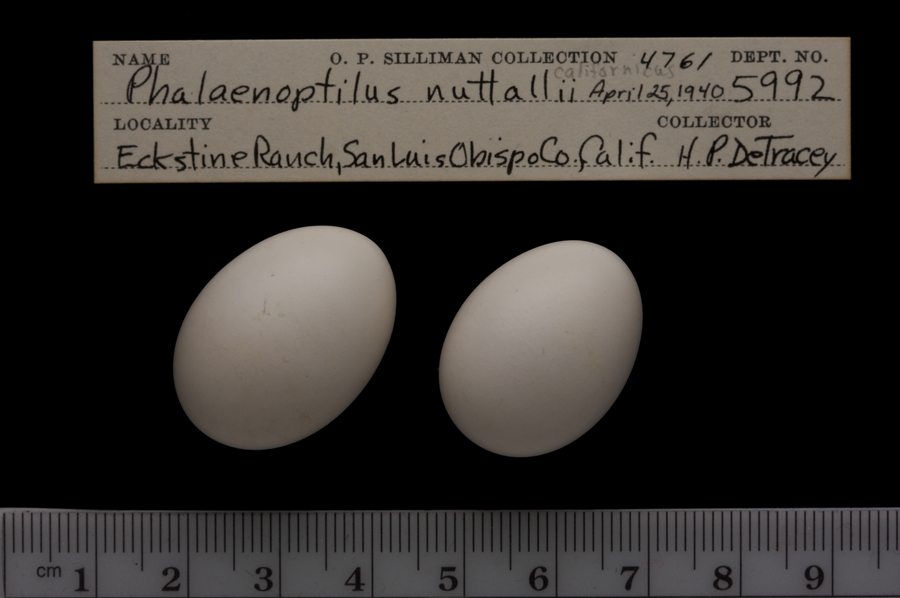 NAME O. P. SILLIMAN COLLECTION 4761 DEPT. NO.
californicus
Phalaenoptilus nuttallii April 25, 1940 5992
LOCALITY COLLECTOR
Eckstine Ranch, San Luis Obispo Co. Calif. H. P. DeTracey
cm 1 2 3 4 5 6 7 8 9